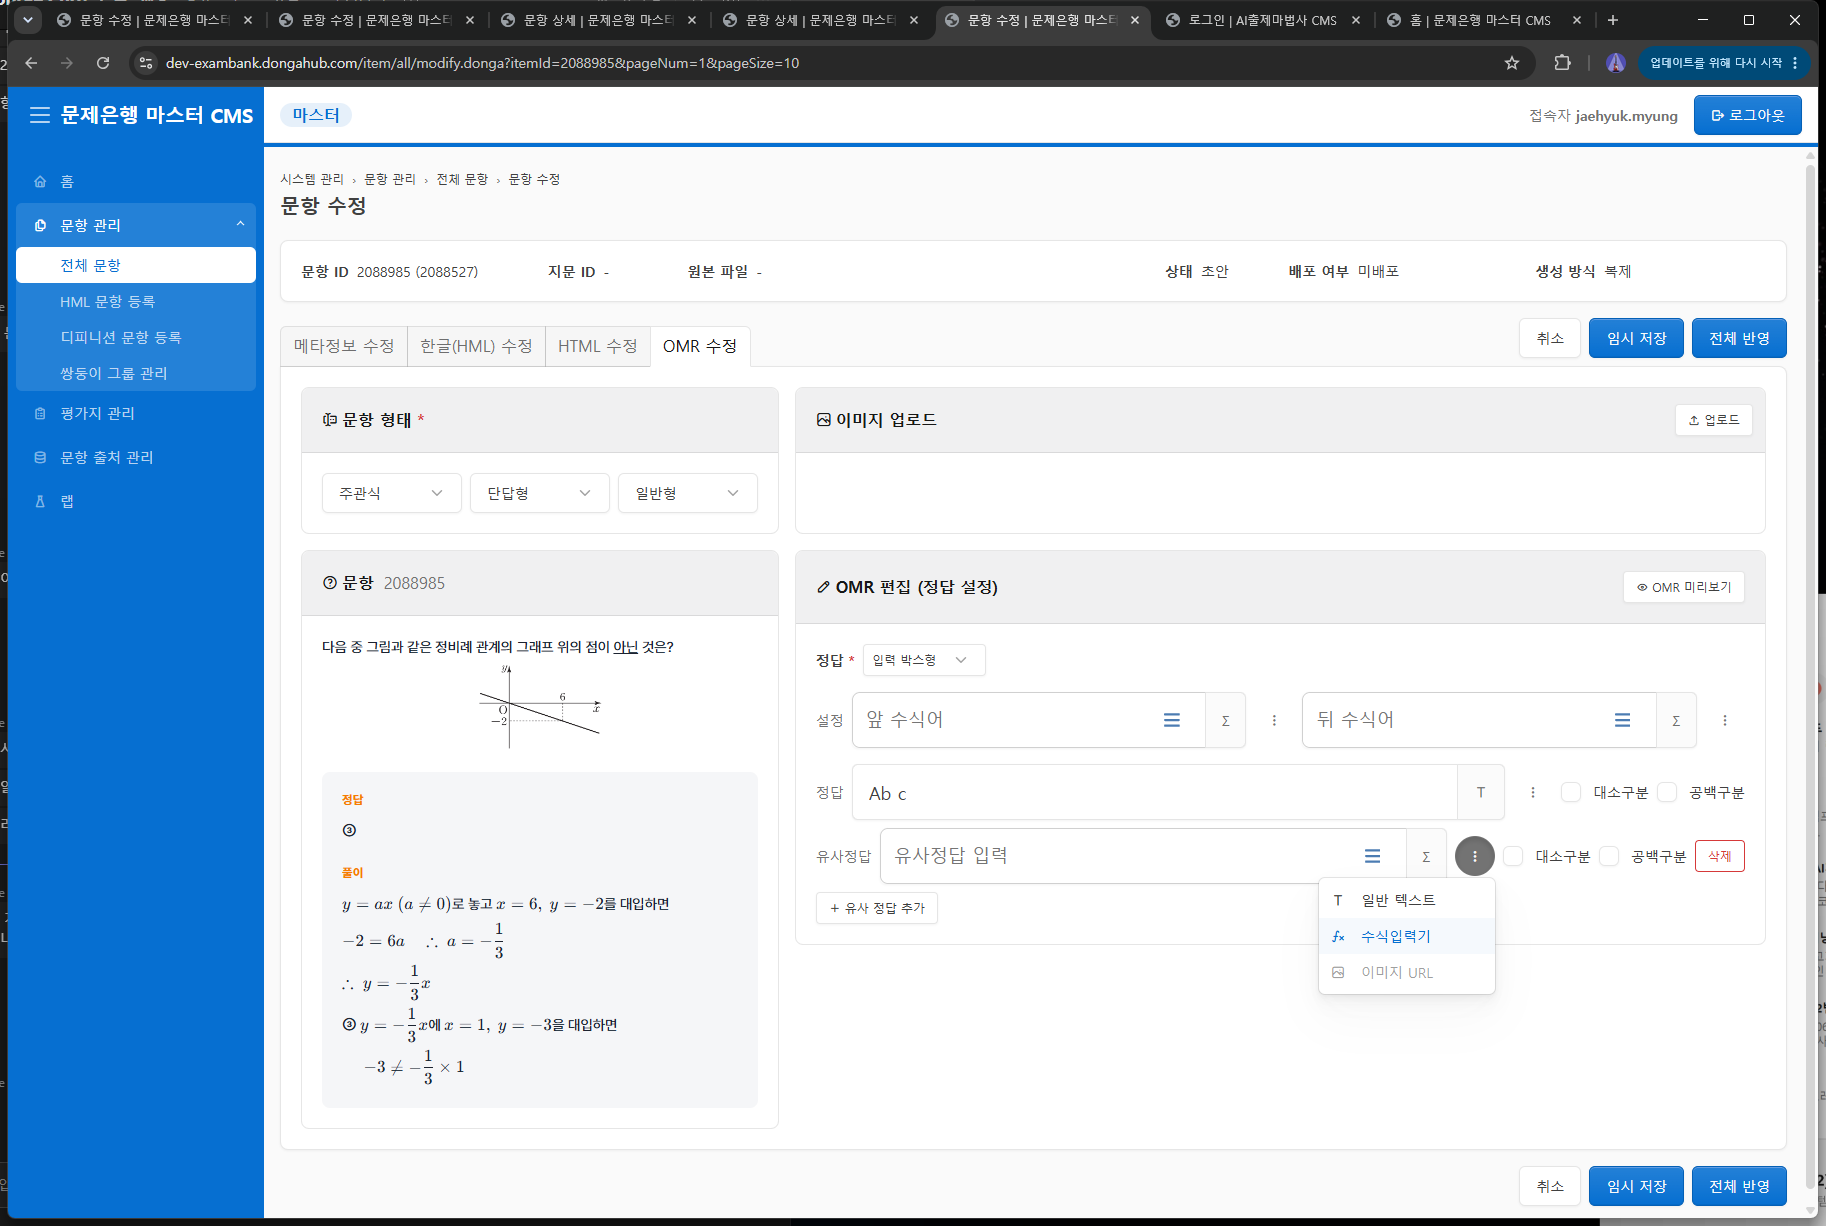 문항 수정 | 문제은행 마스터
문항 수정 | 문제은행 마스터
문항 상세 | 문제은행 마스터
문항 상세 | 문제은행 마스터
문항 수정 | 문제은행 마스터
로그인 | AI출제마법사 CMS
홈 | 문제은행 마스터 CMS
dev-exambank.dongahub.com/item/all/modify.donga?itemId=2088985&pageNum=1&pageSize=10
업데이트를 위해 다시 시작
문제은행 마스터 CMS
마스터
접속자 jaehyuk.myung
로그아웃
홈
문항 관리
전체 문항
HML 문항 등록
디피니션 문항 등록
쌍둥이 그룹 관리
평가지 관리
문항 출처 관리
랩
시스템 관리 › 문항 관리 › 전체 문항 › 문항 수정
문항 수정
문항 ID 2088985 (2088527)
지문 ID -
원본 파일 -
상태 초안
배포 여부 미배포
생성 방식 복제
메타정보 수정
한글(HML) 수정
HTML 수정
OMR 수정
취소
임시 저장
전체 반영
문항 형태 *
주관식
단답형
일반형
이미지 업로드
업로드
문항 2088985
다음 중 그림과 같은 정비례 관계의 그래프 위의 점이 아닌 것은?
y
6
O
x
−2
정답
③
풀이
y = ax (a ≠ 0)로 놓고 x = 6, y = −2를 대입하면
−2 = 6a ∴ a = −1/3
∴ y = −1/3x
③ y = −1/3x에 x = 1, y = −3을 대입하면
−3 ≠ −1/3 × 1
OMR 편집 (정답 설정)
OMR 미리보기
정답 * 입력 박스형
설정 앞 수식어 Σ 뒤 수식어 Σ
정답 Ab c T 대소구분 공백구분
유사정답 유사정답 입력 Σ 대소구분 공백구분 삭제
+ 유사 정답 추가
T 일반 텍스트
fx 수식입력기
이미지 URL
취소
임시 저장
전체 반영